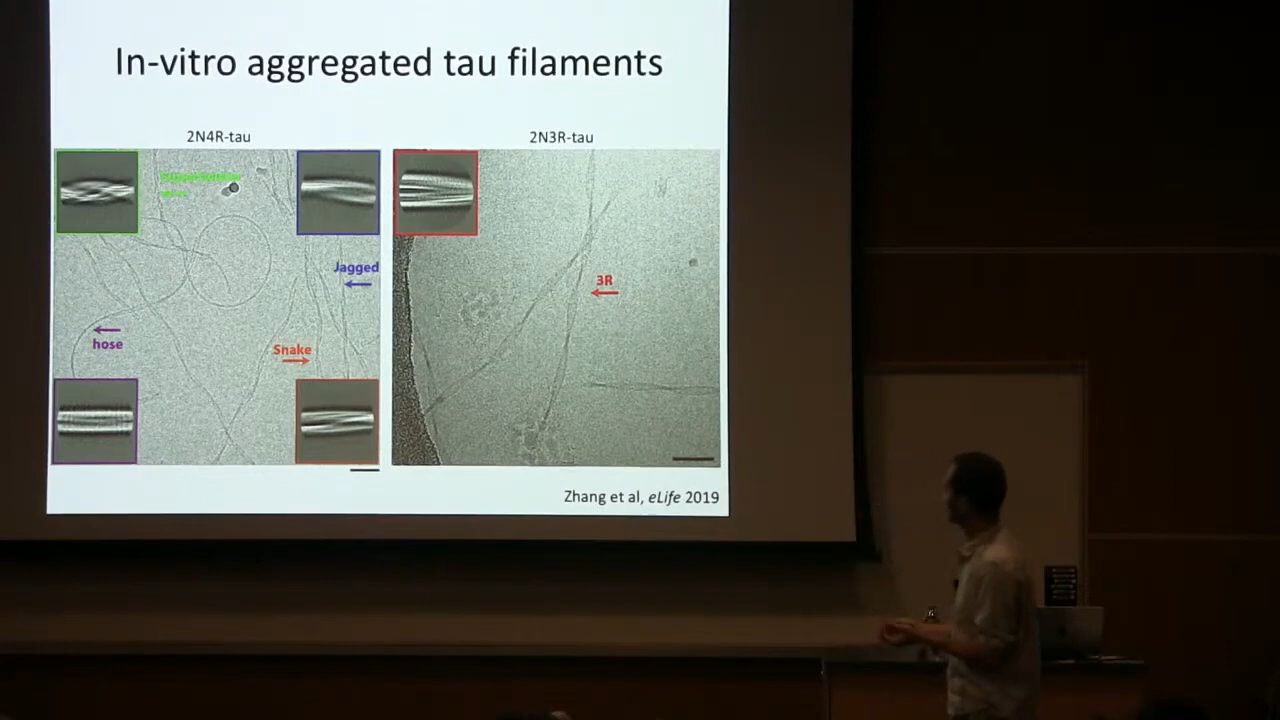 In-vitro aggregated tau filaments
2N4R-tau
2N3R-tau
Jagged
3R
hose
Snake
Zhang et al, eLife 2019